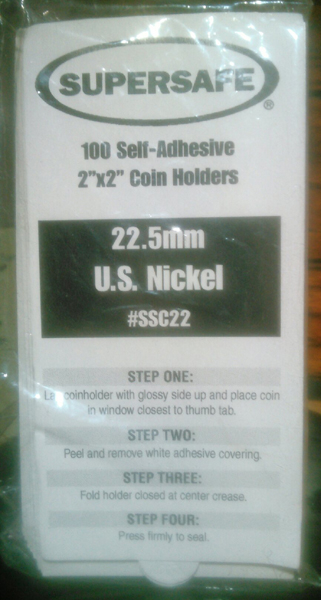 SUPERSAFE®
100 Self-Adhesive
2"x2" Coin Holders
22.5mm
U.S. Nickel
#SSC22
STEP ONE:
Lay coinholder with glossy side up and place coin
in window closest to thumb tab.
STEP TWO:
Peel and remove white adhesive covering.
STEP THREE:
Fold holder closed at center crease.
STEP FOUR:
Press firmly to seal.